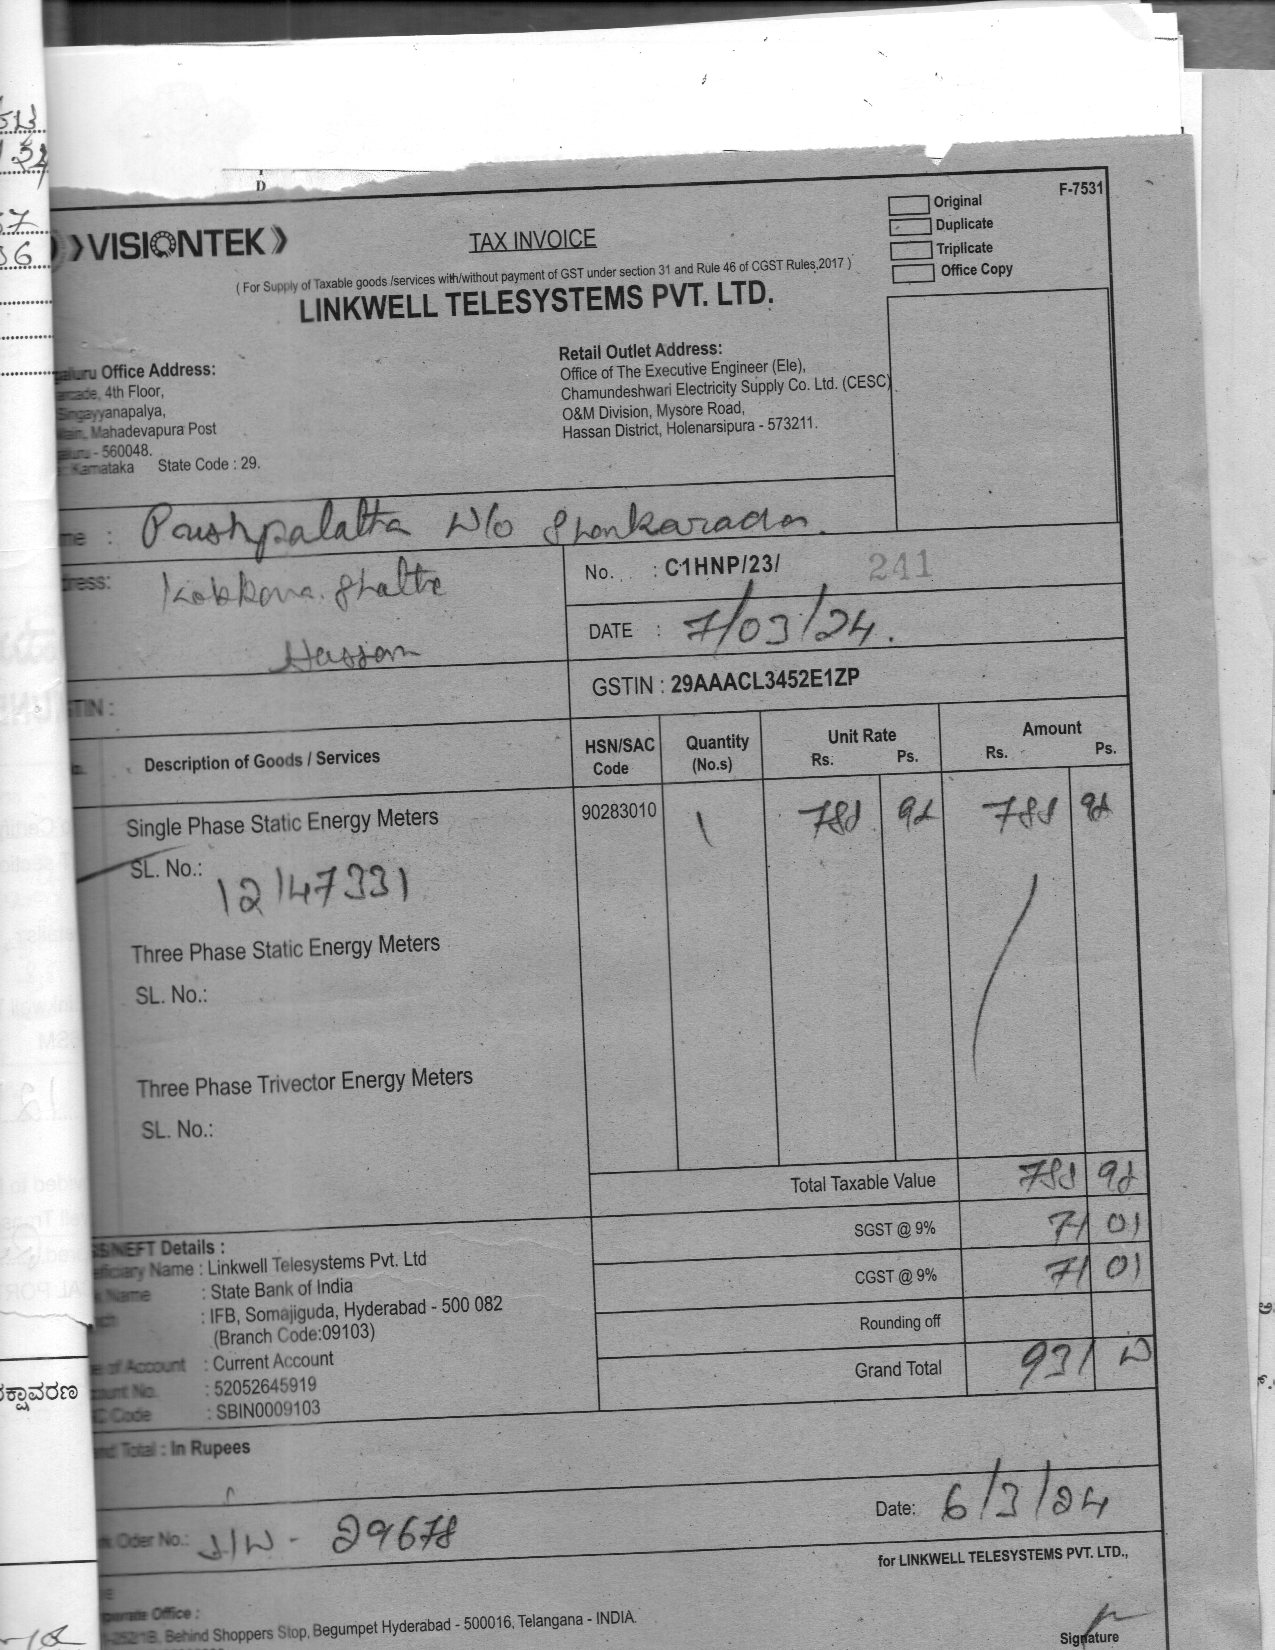 D
F-7531
Original
Duplicate
Triplicate
Office Copy
VISIONTEK
TAX INVOICE
( For Supply of Taxable goods /services with/without payment of GST under section 31 and Rule 46 of CGST Rules,2017 )
LINKWELL TELESYSTEMS PVT. LTD.
Office Address:
4th Floor,
Singayyanapalya,
Mahadevapura Post
- 560048.
Karnataka State Code : 29.
Retail Outlet Address:
Office of The Executive Engineer (Ele),
Chamundeshwari Electricity Supply Co. Ltd. (CESC)
O&M Division, Mysore Road,
Hassan District, Holenarsipura - 573211.
: Pushpalatha W/o
Hassan
No. : C1HNP/23/ 241
DATE : 7/03/24.
GSTIN : 29AAACL3452E1ZP
Description of Goods / Services
HSN/SAC Code
Quantity (No.s)
Unit Rate
Rs. Ps.
Amount
Rs. Ps.
Single Phase Static Energy Meters 90283010 1
SL. No.:
12147331
Three Phase Static Energy Meters
SL. No.:
Three Phase Trivector Energy Meters
SL. No.:
Total Taxable Value
SGST @ 9% 71 01
CGST @ 9% 71 01
Rounding off
Grand Total 931
NEFT Details :
Name : Linkwell Telesystems Pvt. Ltd
Name : State Bank of India
: IFB, Somajiguda, Hyderabad - 500 082
(Branch Code:09103)
of Account : Current Account
: 52052645919
Code : SBIN0009103
Total : In Rupees
Oder No.: 29678
Date: 6/3/24
for LINKWELL TELESYSTEMS PVT. LTD.,
Office :
Behind Shoppers Stop, Begumpet Hyderabad - 500016, Telangana - INDIA.
Signature